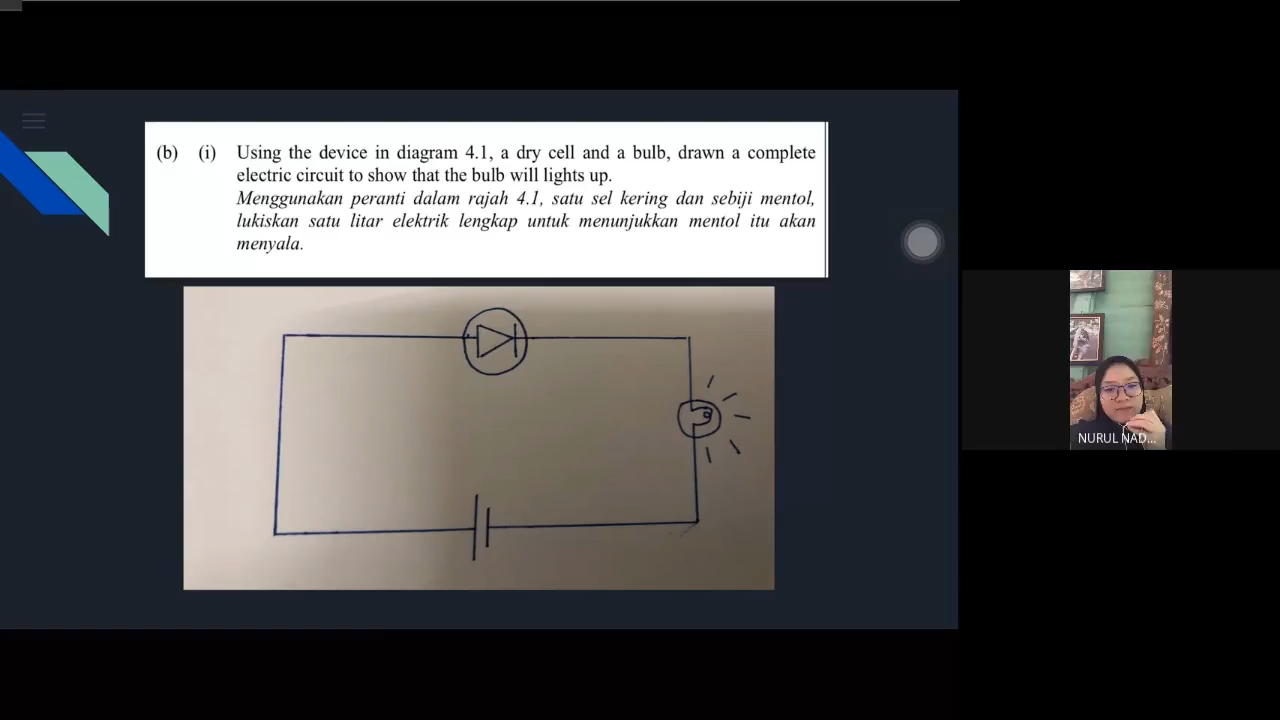 (b) (i) Using the device in diagram 4.1, a dry cell and a bulb, drawn a complete
electric circuit to show that the bulb will lights up.
Menggunakan peranti dalam rajah 4.1, satu sel kering dan sebiji mentol,
lukiskan satu litar elektrik lengkap untuk menunjukkan mentol itu akan
menyala.
NURUL NAD...